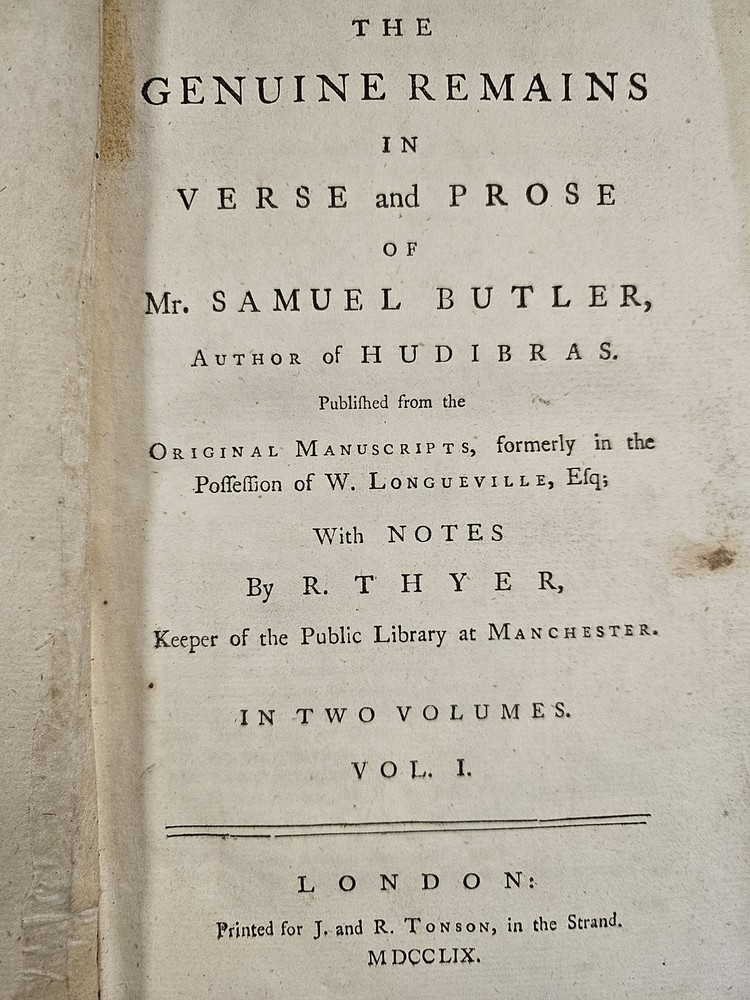 THE
GENUINE REMAINS
IN
VERSE and PROSE
OF
Mr. SAMUEL BUTLER,
AUTHOR of HUDIBRAS.
Publiſhed from the
ORIGINAL MANUSCRIPTS, formerly in the
Poſſeſſion of W. LONGUEVILLE, Eſq;
With NOTES
By R. THYER,
Keeper of the Public Library at MANCHESTER.
IN TWO VOLUMES.
VOL. I.
LONDON:
Printed for J. and R. TONSON, in the Strand.
MDCCLIX.